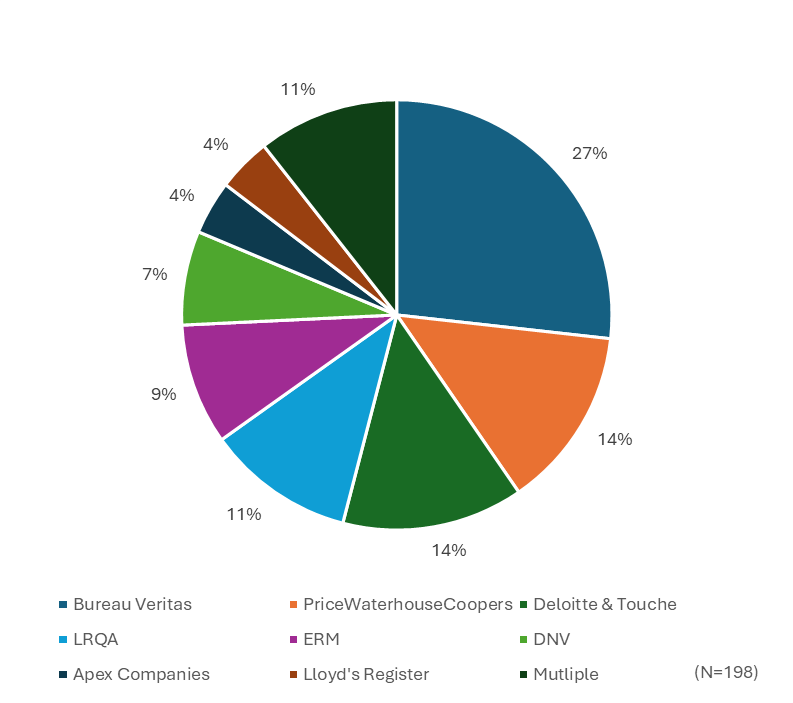 11%
27%
4%
4%
7%
9%
14%
11%
14%
Bureau Veritas
PriceWaterhouseCoopers
Deloitte & Touche
LRQA
ERM
DNV
Apex Companies
Lloyd's Register
Mutliple
(N=198)